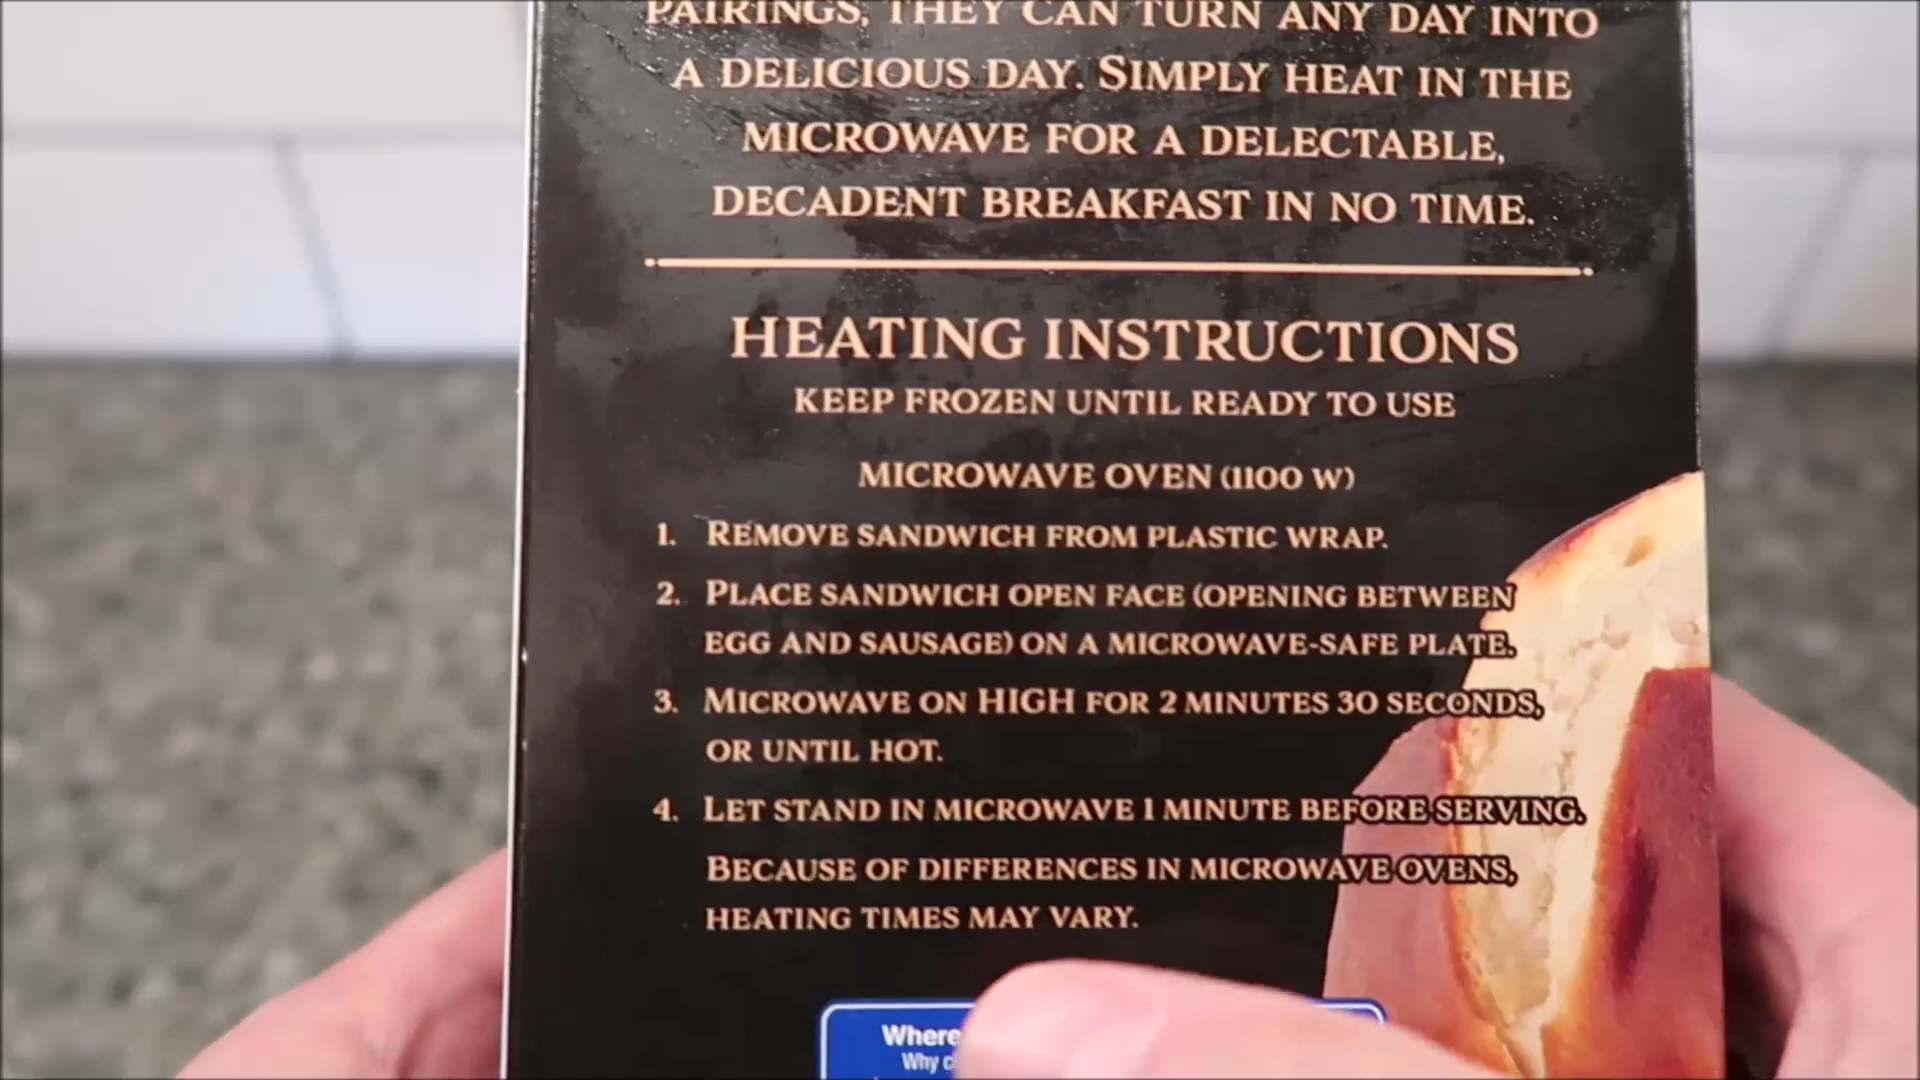 PAIRINGS, THEY CAN TURN ANY DAY INTO
A DELICIOUS DAY. SIMPLY HEAT IN THE
MICROWAVE FOR A DELECTABLE,
DECADENT BREAKFAST IN NO TIME.
HEATING INSTRUCTIONS
KEEP FROZEN UNTIL READY TO USE
MICROWAVE OVEN (1100 W)
1. REMOVE SANDWICH FROM PLASTIC WRAP.
2. PLACE SANDWICH OPEN FACE (OPENING BETWEEN
EGG AND SAUSAGE) ON A MICROWAVE-SAFE PLATE.
3. MICROWAVE ON HIGH FOR 2 MINUTES 30 SECONDS,
OR UNTIL HOT.
4. LET STAND IN MICROWAVE 1 MINUTE BEFORE SERVING.
BECAUSE OF DIFFERENCES IN MICROWAVE OVENS,
HEATING TIMES MAY VARY.
Where
Why